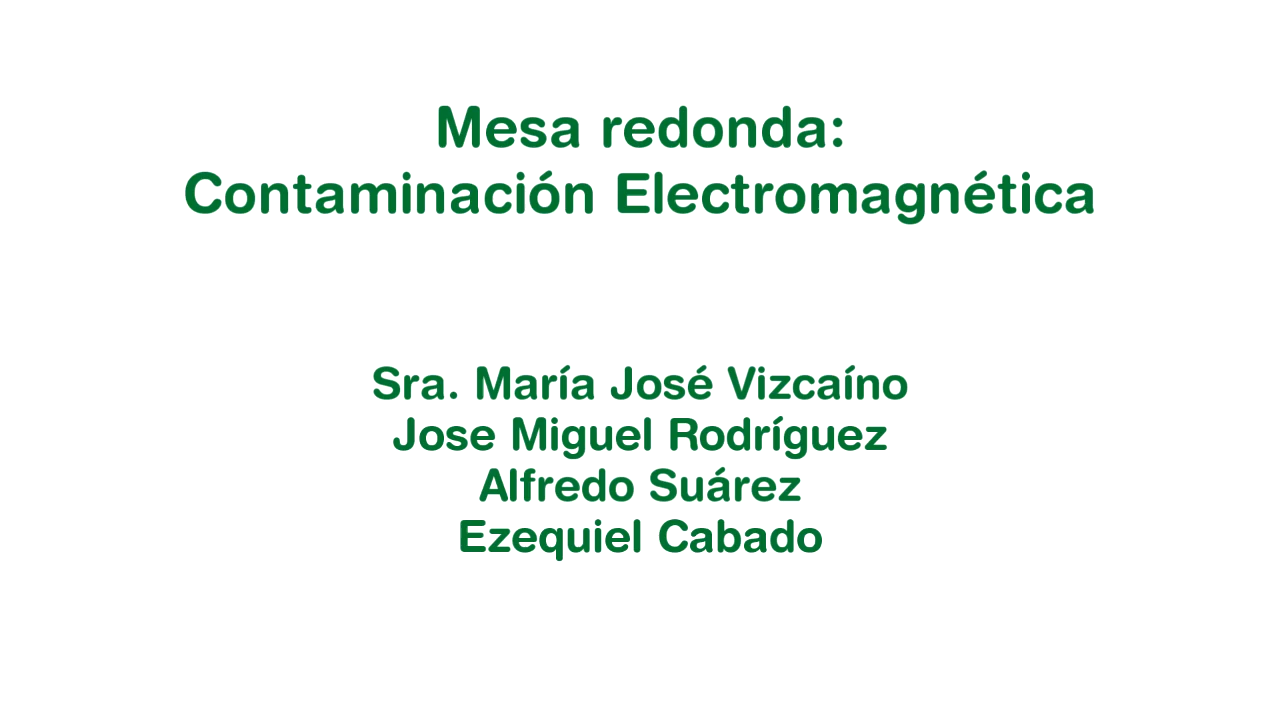 Mesa redonda:
Contaminación Electromagnética
Sra. María José Vizcaíno
Jose Miguel Rodríguez
Alfredo Suárez
Ezequiel Cabado